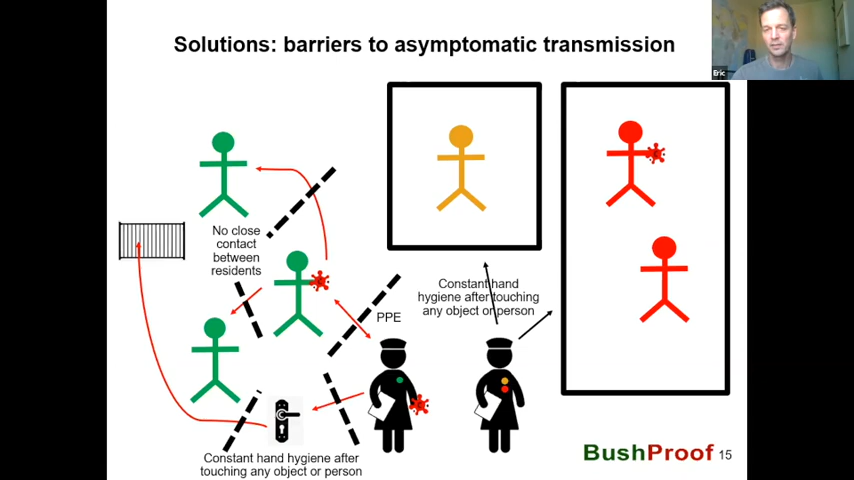 Solutions: barriers to asymptomatic transmission
Eric
No close
contact
between
residents
PPE
Constant hand
hygiene after touching
any object or person
Constant hand hygiene after
touching any object or person
BushProof 15